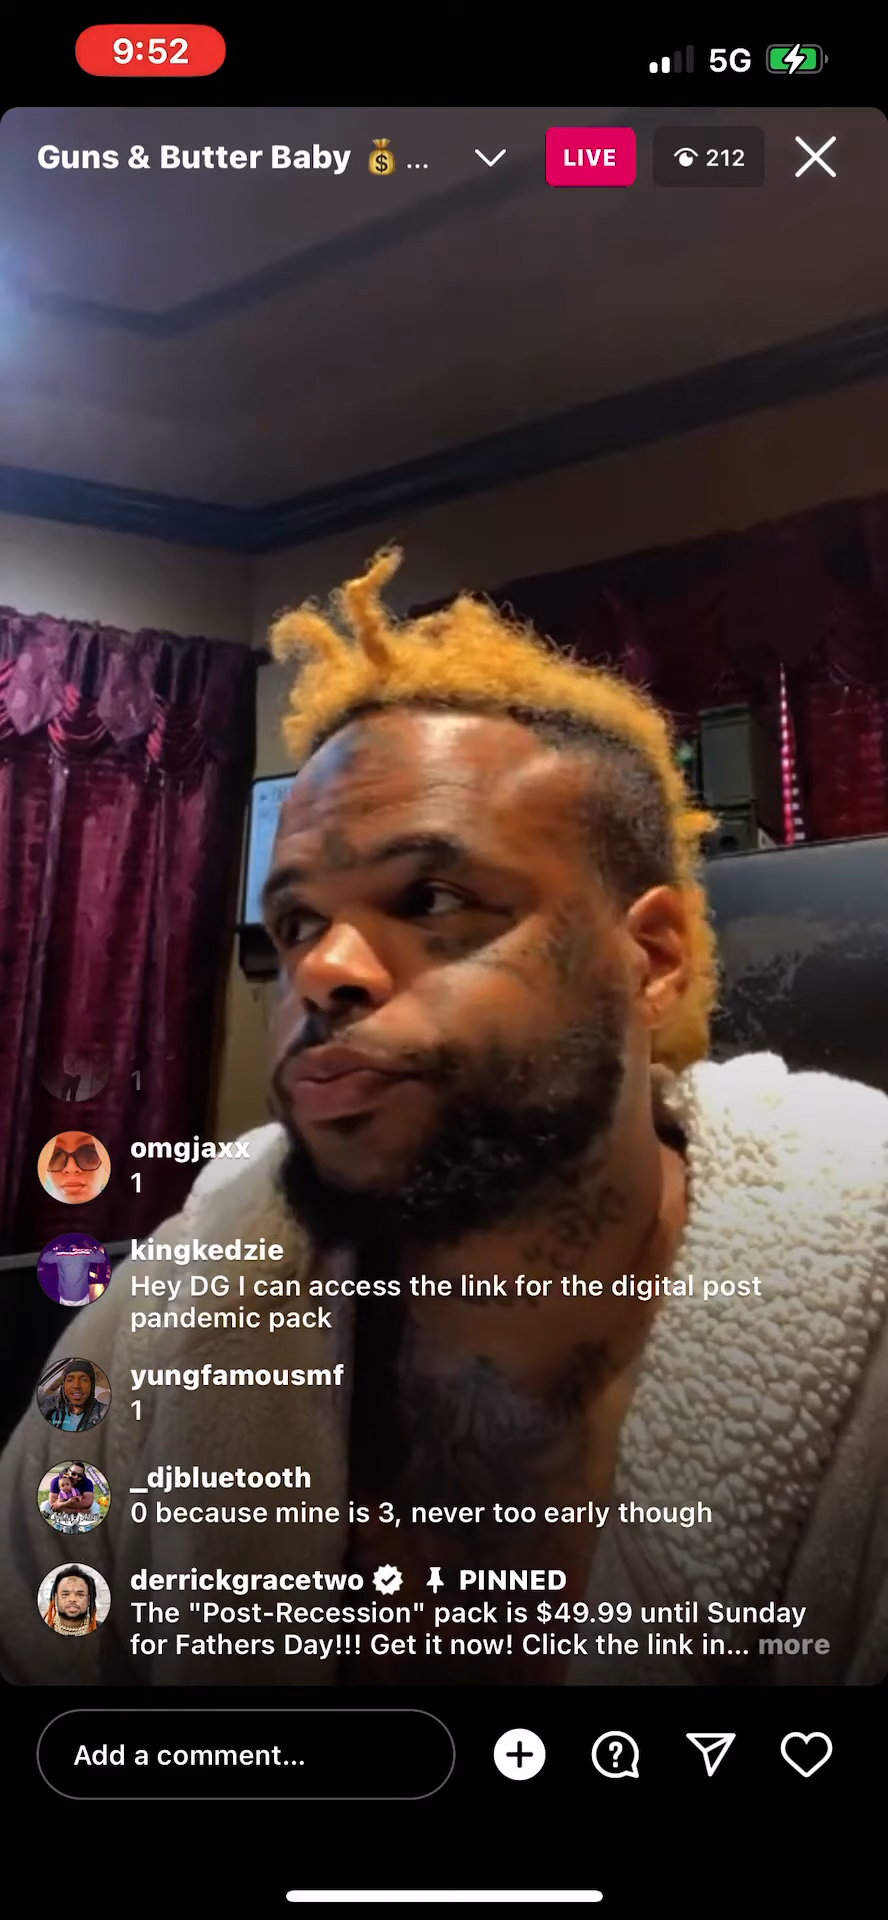 9:52
5G
Guns & Butter Baby 💰 ...
LIVE
212
1
omgjaxx
1
kingkedzie
Hey DG I can access the link for the digital post
pandemic pack
yungfamousmf
1
_djbluetooth
0 because mine is 3, never too early though
derrickgracetwo PINNED
The "Post-Recession" pack is $49.99 until Sunday
for Fathers Day!!! Get it now! Click the link in... more
Add a comment...